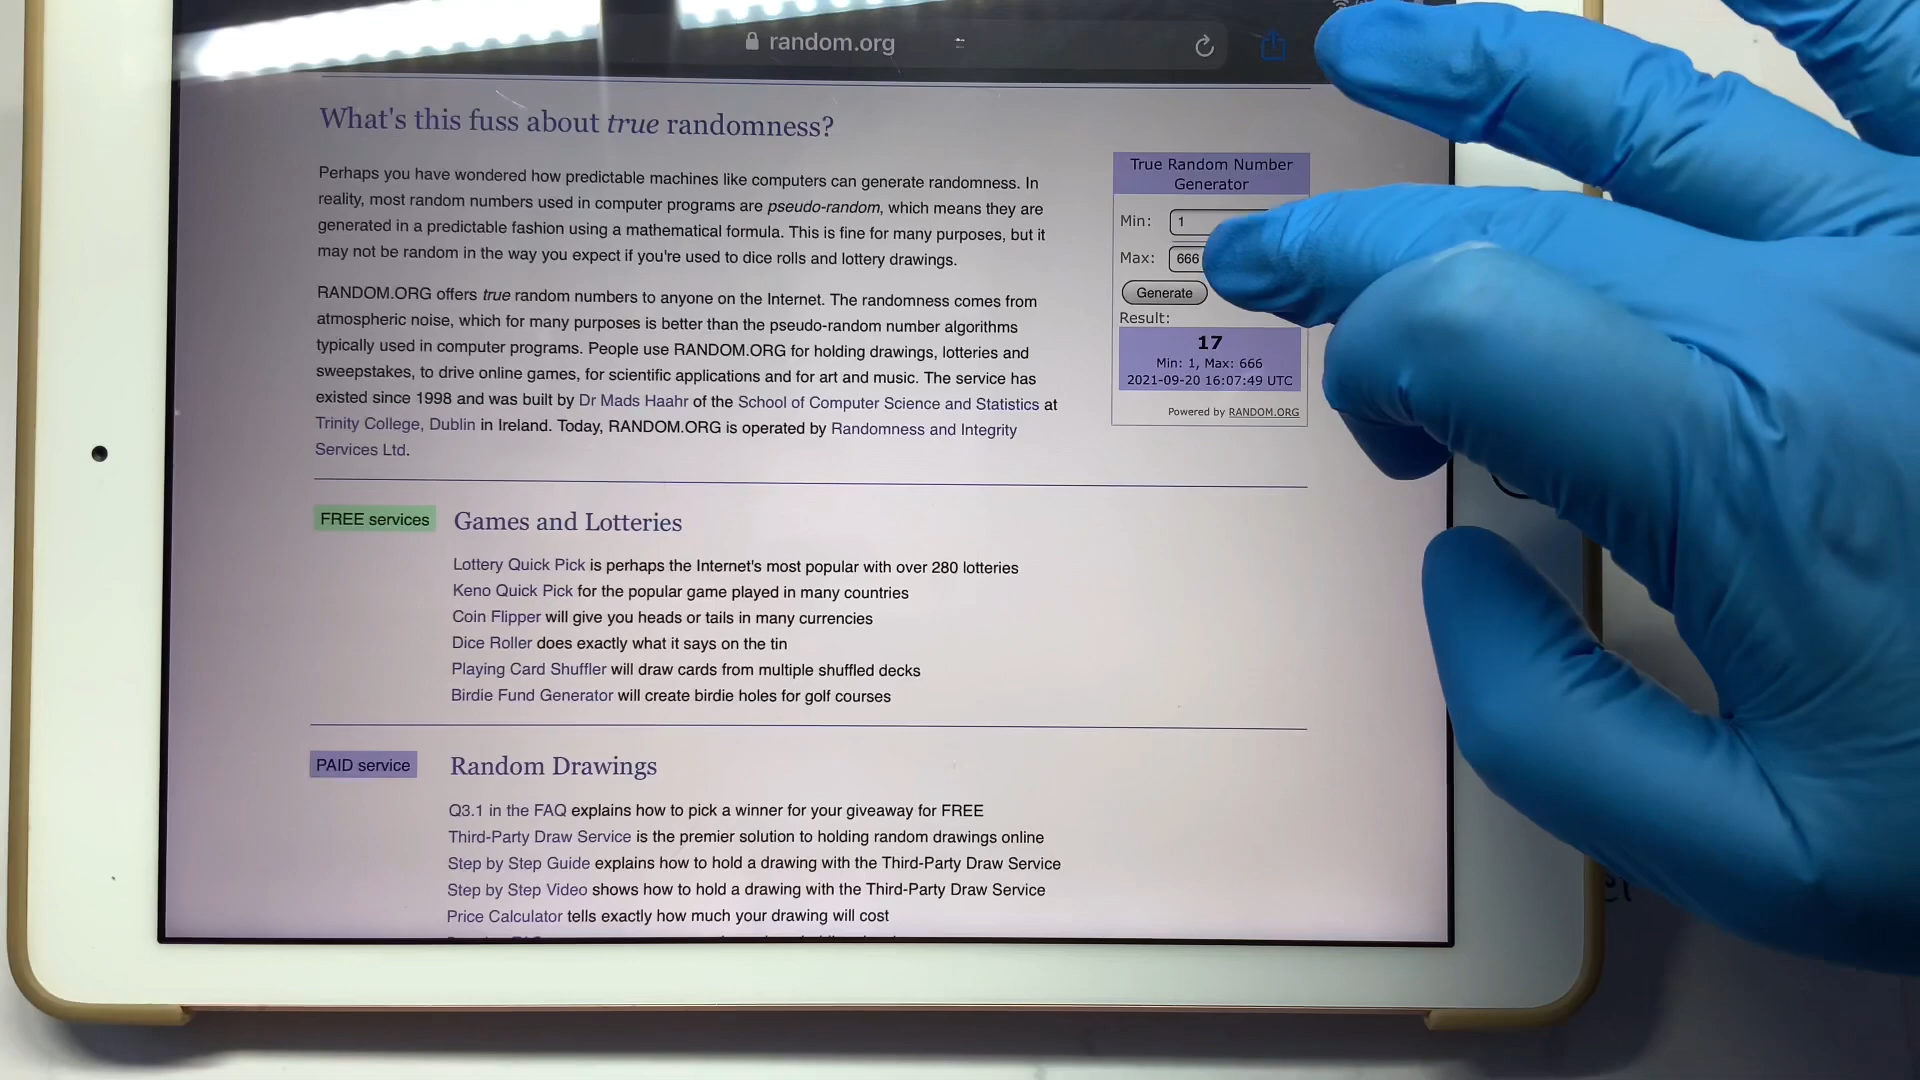 random.org
What's this fuss about true randomness?
Perhaps you have wondered how predictable machines like computers can generate randomness. In
reality, most random numbers used in computer programs are pseudo-random, which means they are
generated in a predictable fashion using a mathematical formula. This is fine for many purposes, but it
may not be random in the way you expect if you're used to dice rolls and lottery drawings.
RANDOM.ORG offers true random numbers to anyone on the Internet. The randomness comes from
atmospheric noise, which for many purposes is better than the pseudo-random number algorithms
typically used in computer programs. People use RANDOM.ORG for holding drawings, lotteries and
sweepstakes, to drive online games, for scientific applications and for art and music. The service has
existed since 1998 and was built by Dr Mads Haahr of the School of Computer Science and Statistics at
Trinity College, Dublin in Ireland. Today, RANDOM.ORG is operated by Randomness and Integrity
Services Ltd.
True Random Number
Generator
Min: 1
Max: 666
Generate
Result:
17
Min: 1, Max: 666
2021-09-20 16:07:49 UTC
Powered by RANDOM.ORG
FREE services
Games and Lotteries
Lottery Quick Pick is perhaps the Internet's most popular with over 280 lotteries
Keno Quick Pick for the popular game played in many countries
Coin Flipper will give you heads or tails in many currencies
Dice Roller does exactly what it says on the tin
Playing Card Shuffler will draw cards from multiple shuffled decks
Birdie Fund Generator will create birdie holes for golf courses
PAID service
Random Drawings
Q3.1 in the FAQ explains how to pick a winner for your giveaway for FREE
Third-Party Draw Service is the premier solution to holding random drawings online
Step by Step Guide explains how to hold a drawing with the Third-Party Draw Service
Step by Step Video shows how to hold a drawing with the Third-Party Draw Service
Price Calculator tells exactly how much your drawing will cost